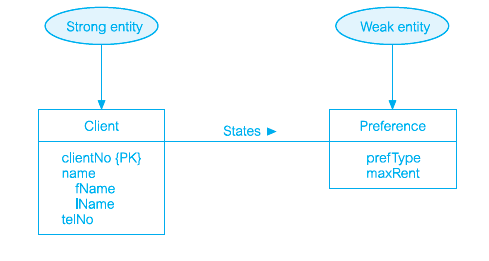 Strong entity
Weak entity
Client
States ►
Preference
clientNo {PK}
name
fName
lName
telNo
prefType
maxRent